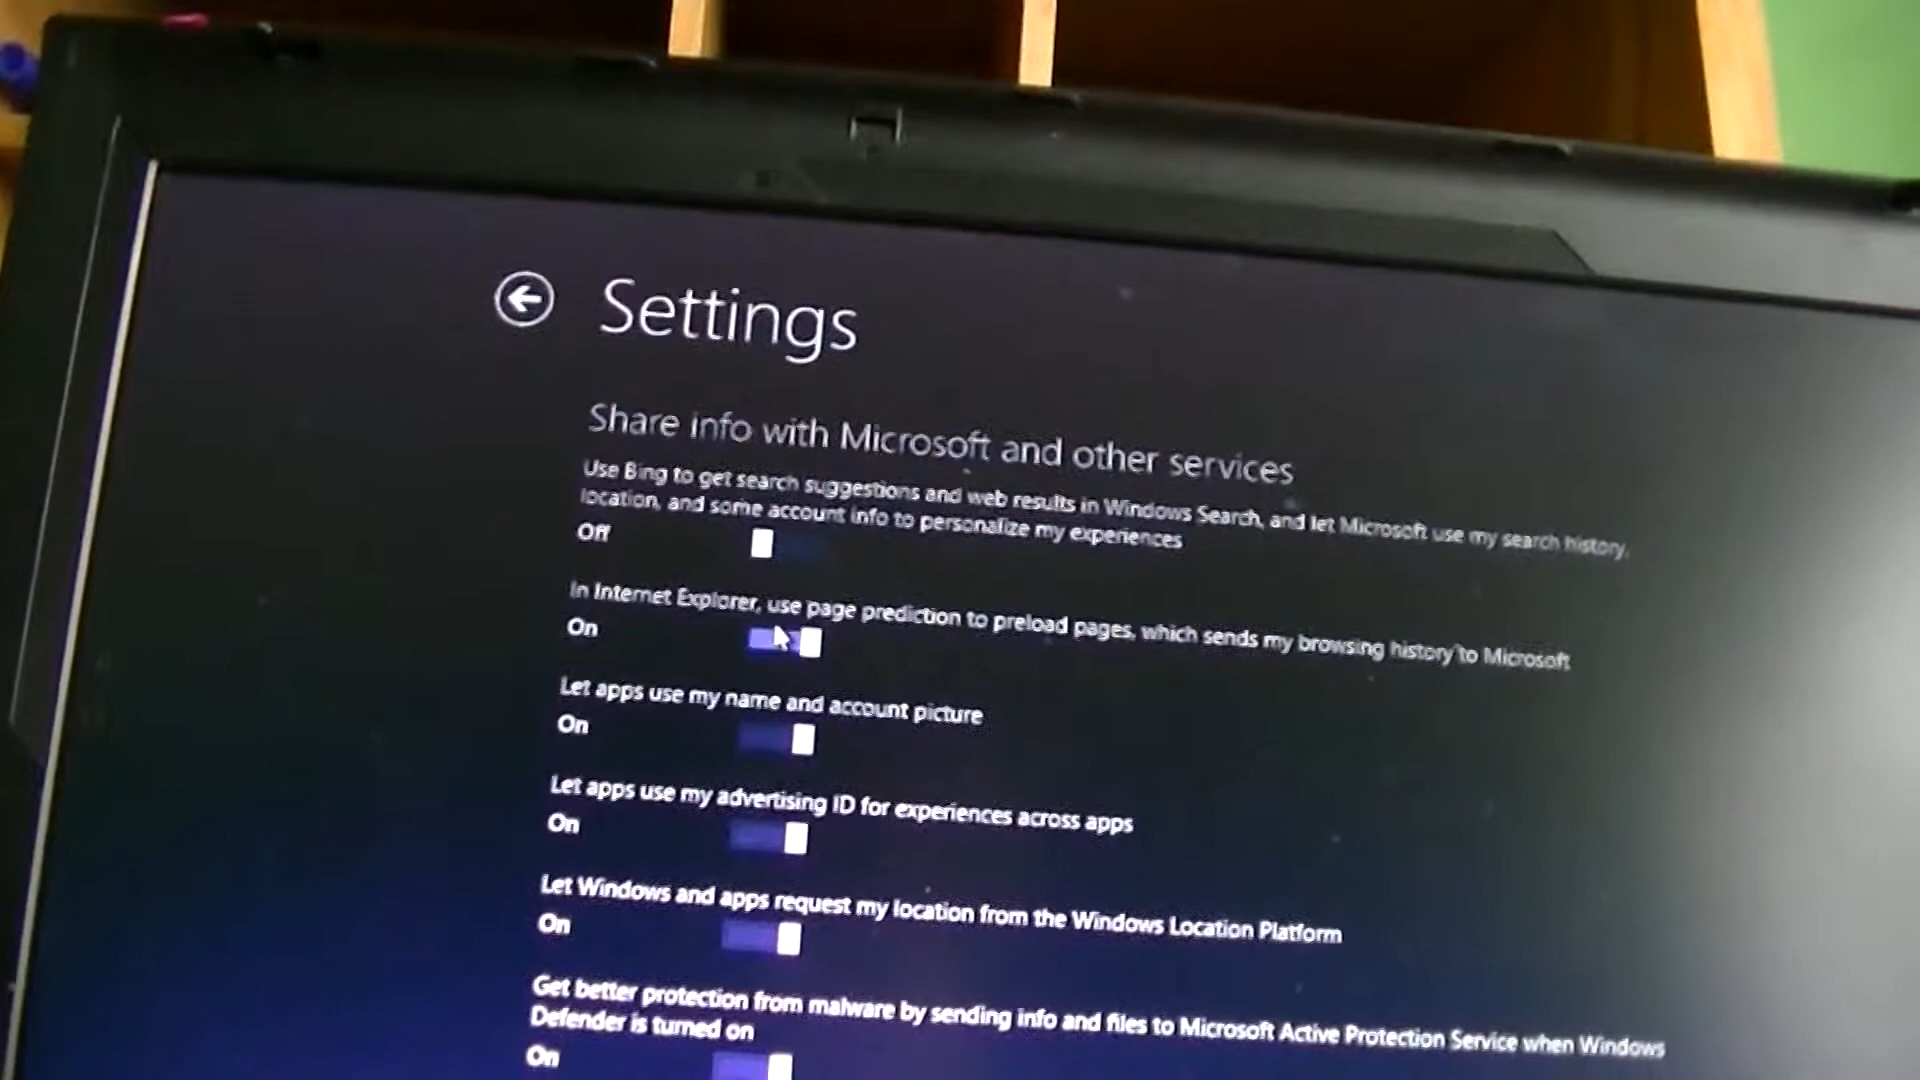 Settings
Share info with Microsoft and other services
Use Bing to get search suggestions and web results in Windows Search, and let Microsoft use my search history,
location, and some account info to personalize my experiences
Off
In Internet Explorer, use page prediction to preload pages, which sends my browsing history to Microsoft
On
Let apps use my name and account picture
On
Let apps use my advertising ID for experiences across apps
On
Let Windows and apps request my location from the Windows Location Platform
On
Get better protection from malware by sending info and files to Microsoft Active Protection Service when Windows
Defender is turned on
On